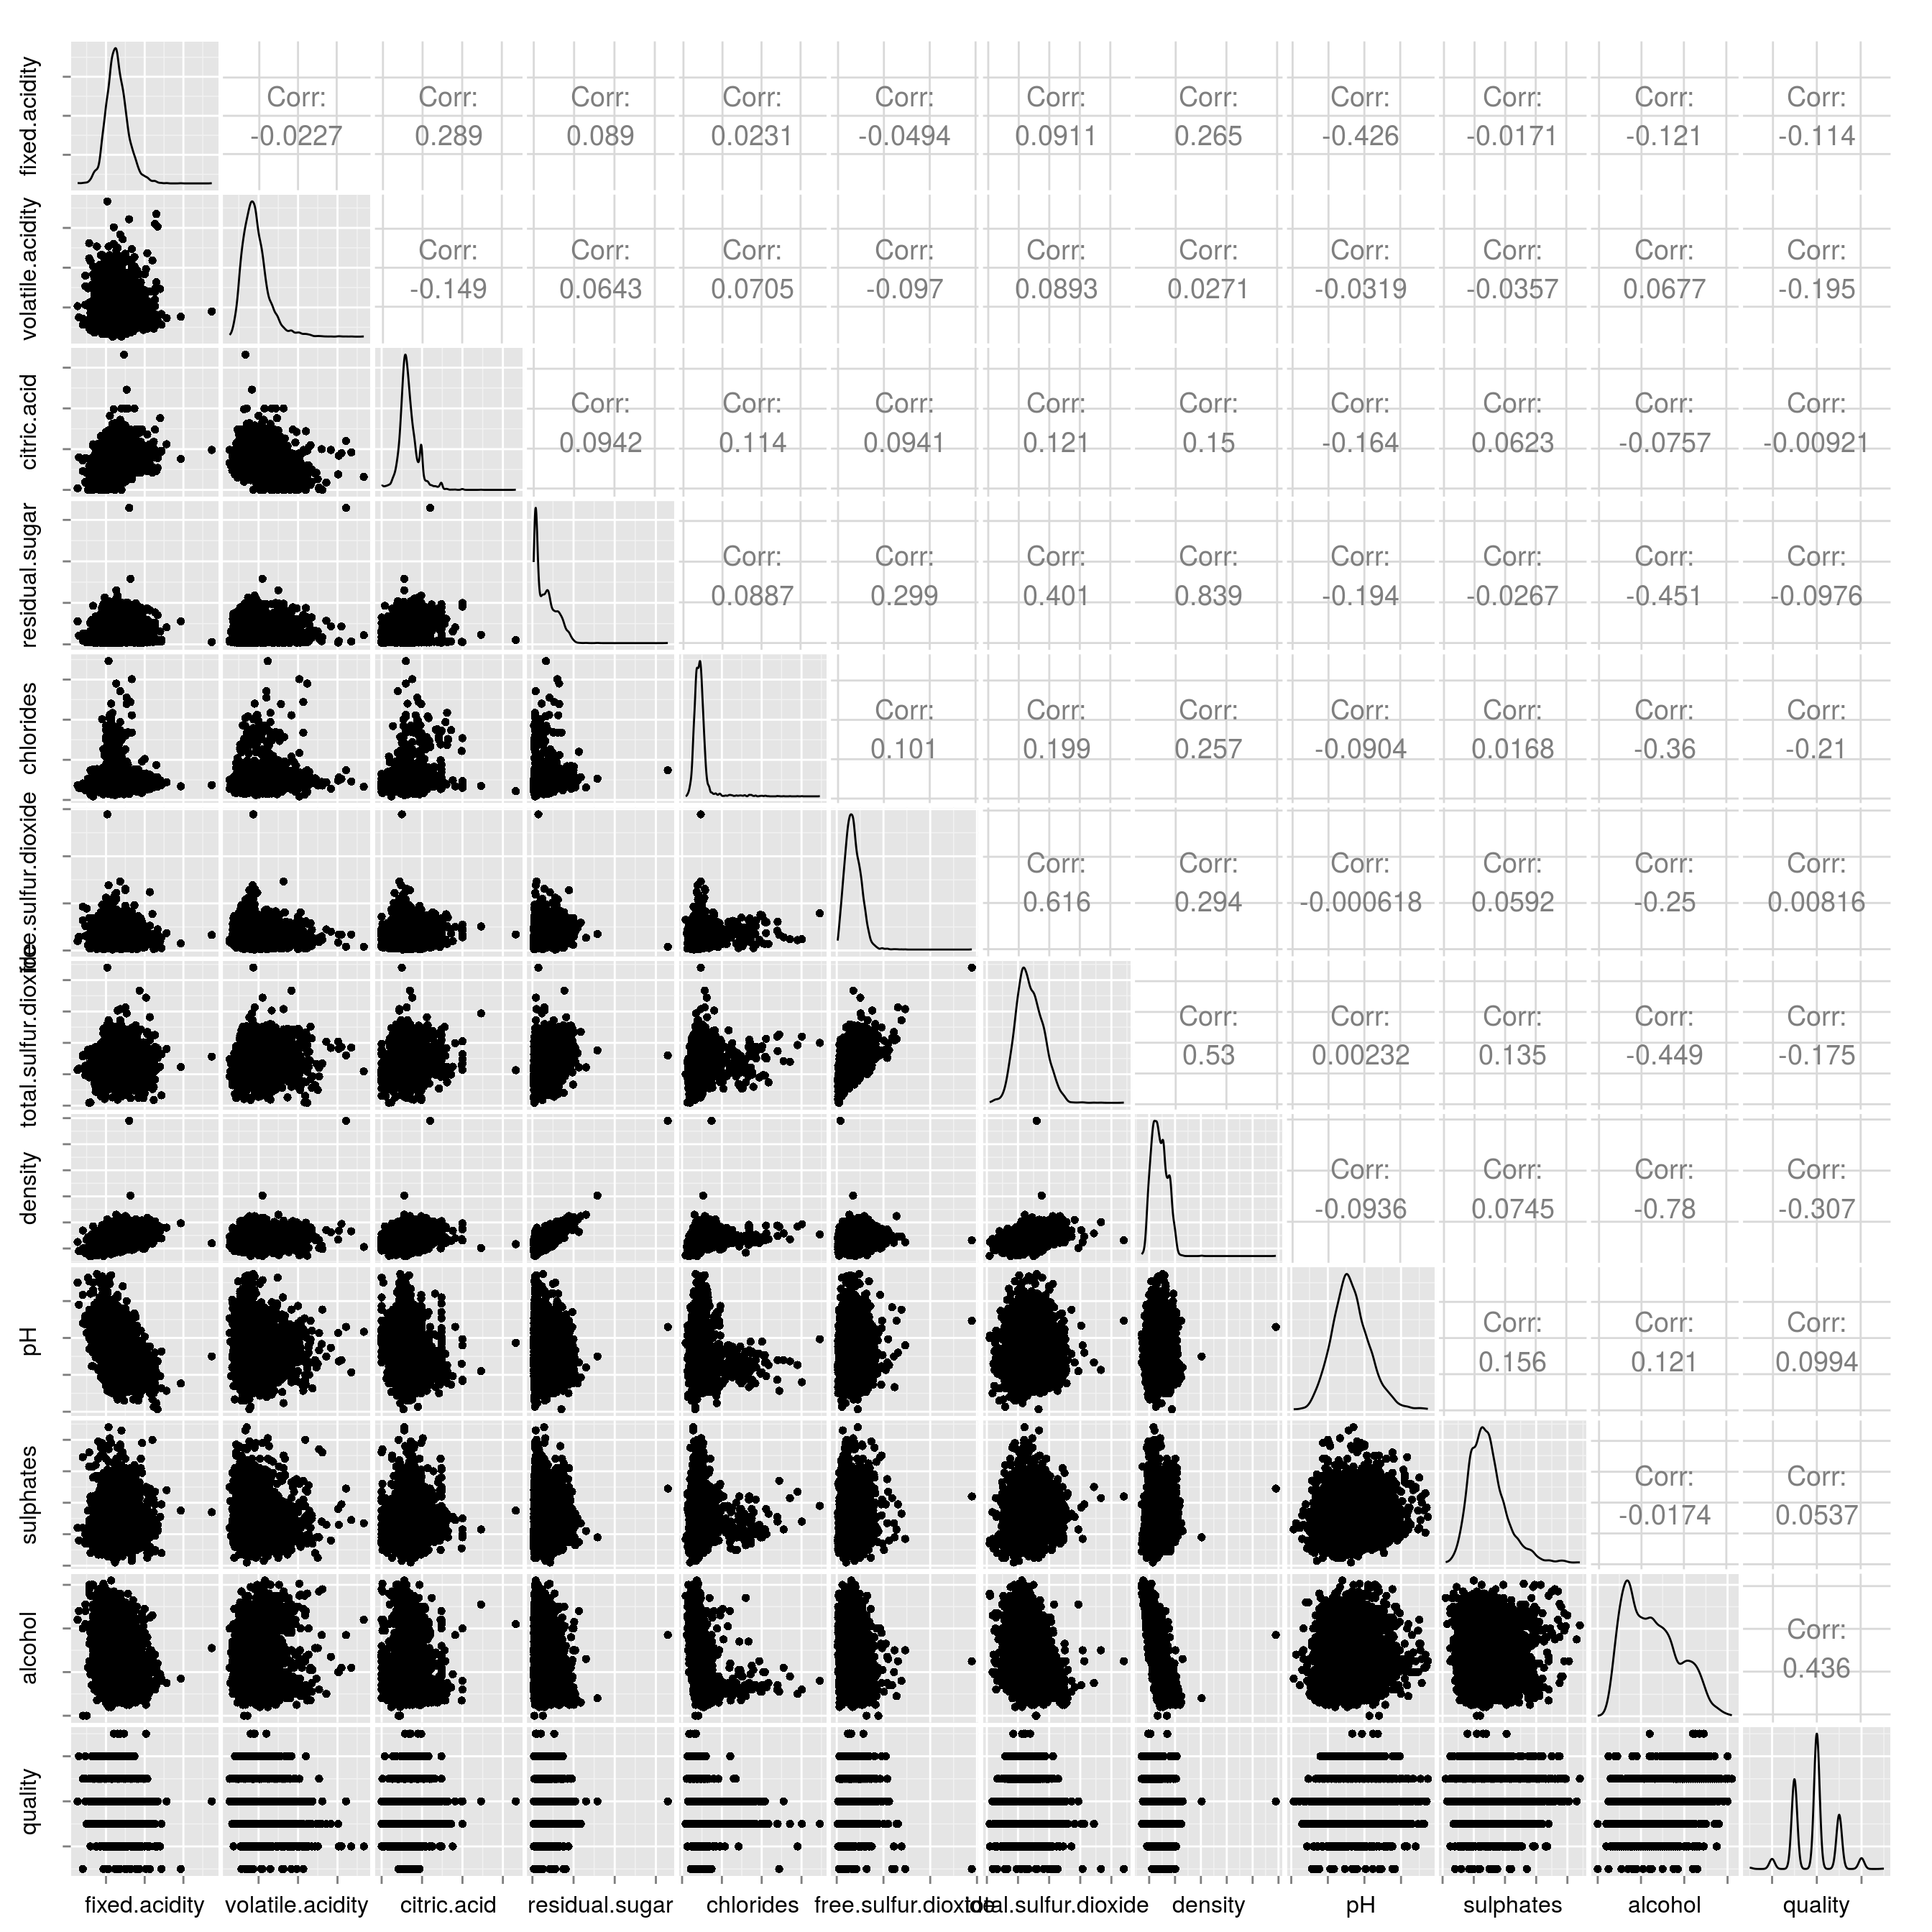 fixed.acidity
Corr: Corr: Corr: Corr: Corr: Corr: Corr: Corr: Corr: Corr: Corr:
-0.0227 0.289 0.089 0.0231 -0.0494 0.0911 0.265 -0.426 -0.0171 -0.121 -0.114
volatile.acidity
Corr: Corr: Corr: Corr: Corr: Corr: Corr: Corr: Corr: Corr:
-0.149 0.0643 0.0705 -0.097 0.0893 0.0271 -0.0319 -0.0357 0.0677 -0.195
citric.acid
Corr: Corr: Corr: Corr: Corr: Corr: Corr: Corr: Corr:
0.0942 0.114 0.0941 0.121 0.15 -0.164 0.0623 -0.0757 -0.00921
residual.sugar
Corr: Corr: Corr: Corr: Corr: Corr: Corr: Corr:
0.0887 0.299 0.401 0.839 -0.194 -0.0267 -0.451 -0.0976
chlorides
Corr: Corr: Corr: Corr: Corr: Corr: Corr:
0.101 0.199 0.257 -0.0904 0.0168 -0.36 -0.21
free.sulfur.dioxide
Corr: Corr: Corr: Corr: Corr: Corr:
0.616 0.294 -0.000618 0.0592 -0.25 0.00816
total.sulfur.dioxide
Corr: Corr: Corr: Corr: Corr:
0.53 0.00232 0.135 -0.449 -0.175
density
Corr: Corr: Corr: Corr:
-0.0936 0.0745 -0.78 -0.307
pH
Corr: Corr: Corr:
0.156 0.121 0.0994
sulphates
Corr: Corr:
-0.0174 0.0537
alcohol
Corr:
0.436
quality
fixed.acidity volatile.acidity citric.acid residual.sugar chlorides free.sulfur.dioxide total.sulfur.dioxide density pH sulphates alcohol quality